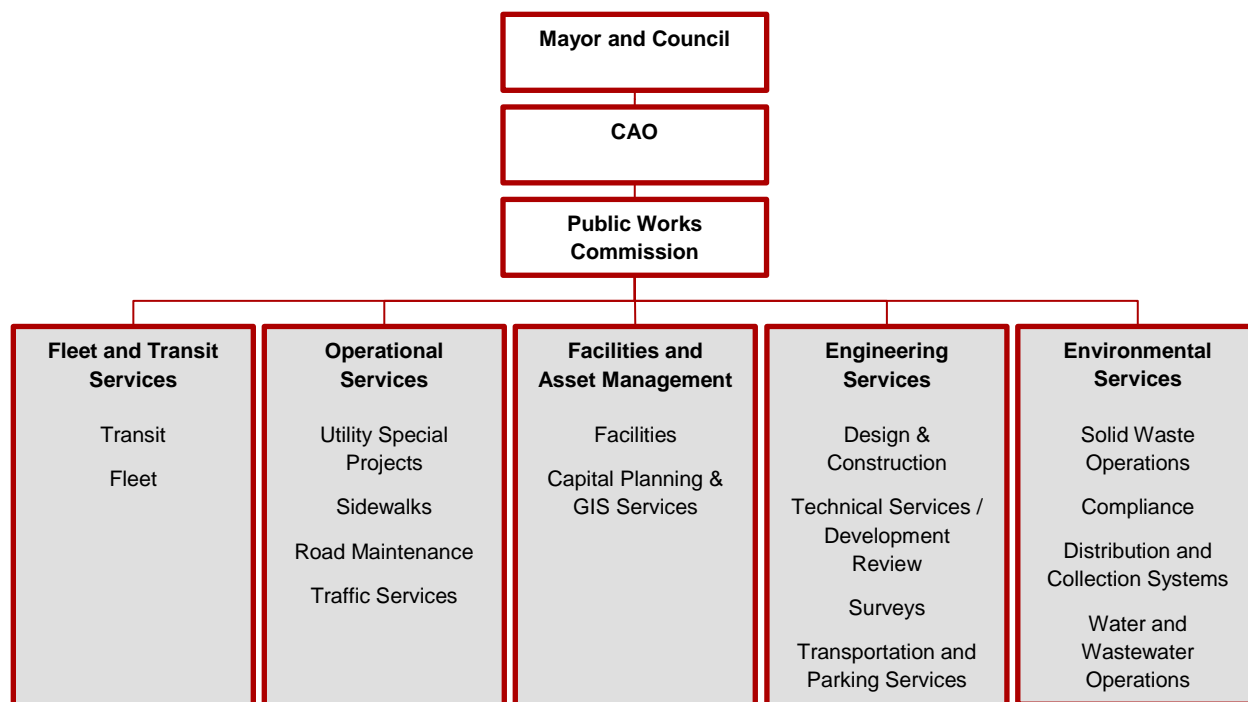 Mayor and Council
CAO
Public Works
Commission
Fleet and Transit
Services
Transit
Fleet
Operational
Services
Utility Special
Projects
Sidewalks
Road Maintenance
Traffic Services
Facilities and
Asset Management
Facilities
Capital Planning &
GIS Services
Engineering
Services
Design &
Construction
Technical Services /
Development
Review
Surveys
Transportation and
Parking Services
Environmental
Services
Solid Waste
Operations
Compliance
Distribution and
Collection Systems
Water and
Wastewater
Operations